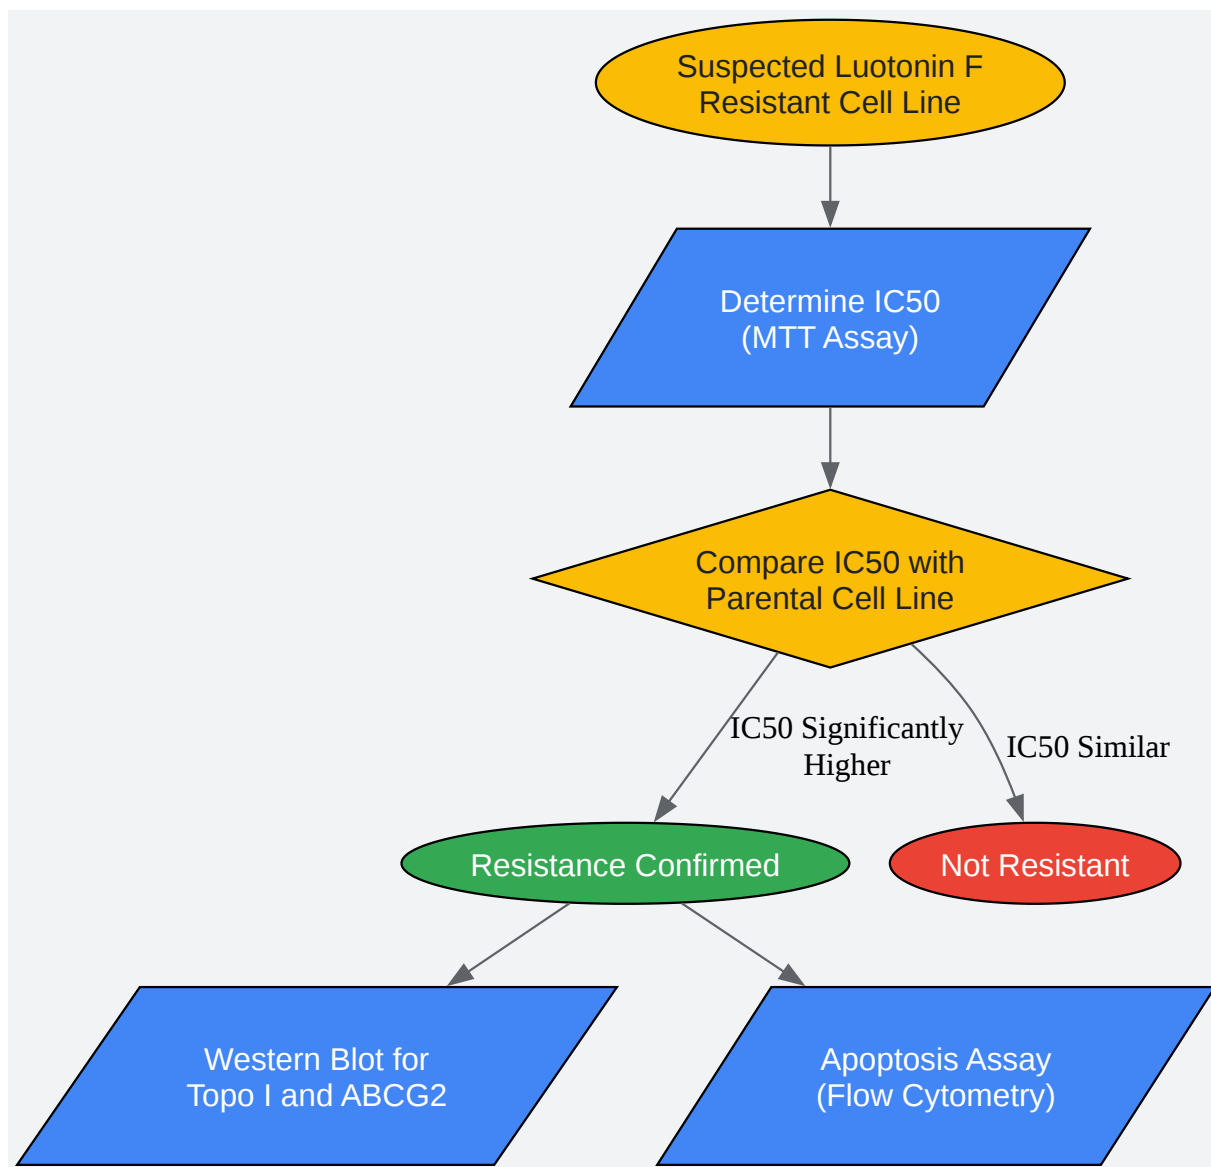 Suspected Luotonin F
Resistant Cell Line
Determine IC50
(MTT Assay)
Compare IC50 with
Parental Cell Line
IC50 Significantly
Higher
IC50 Similar
Resistance Confirmed
Not Resistant
Western Blot for
Topo I and ABCG2
Apoptosis Assay
(Flow Cytometry)